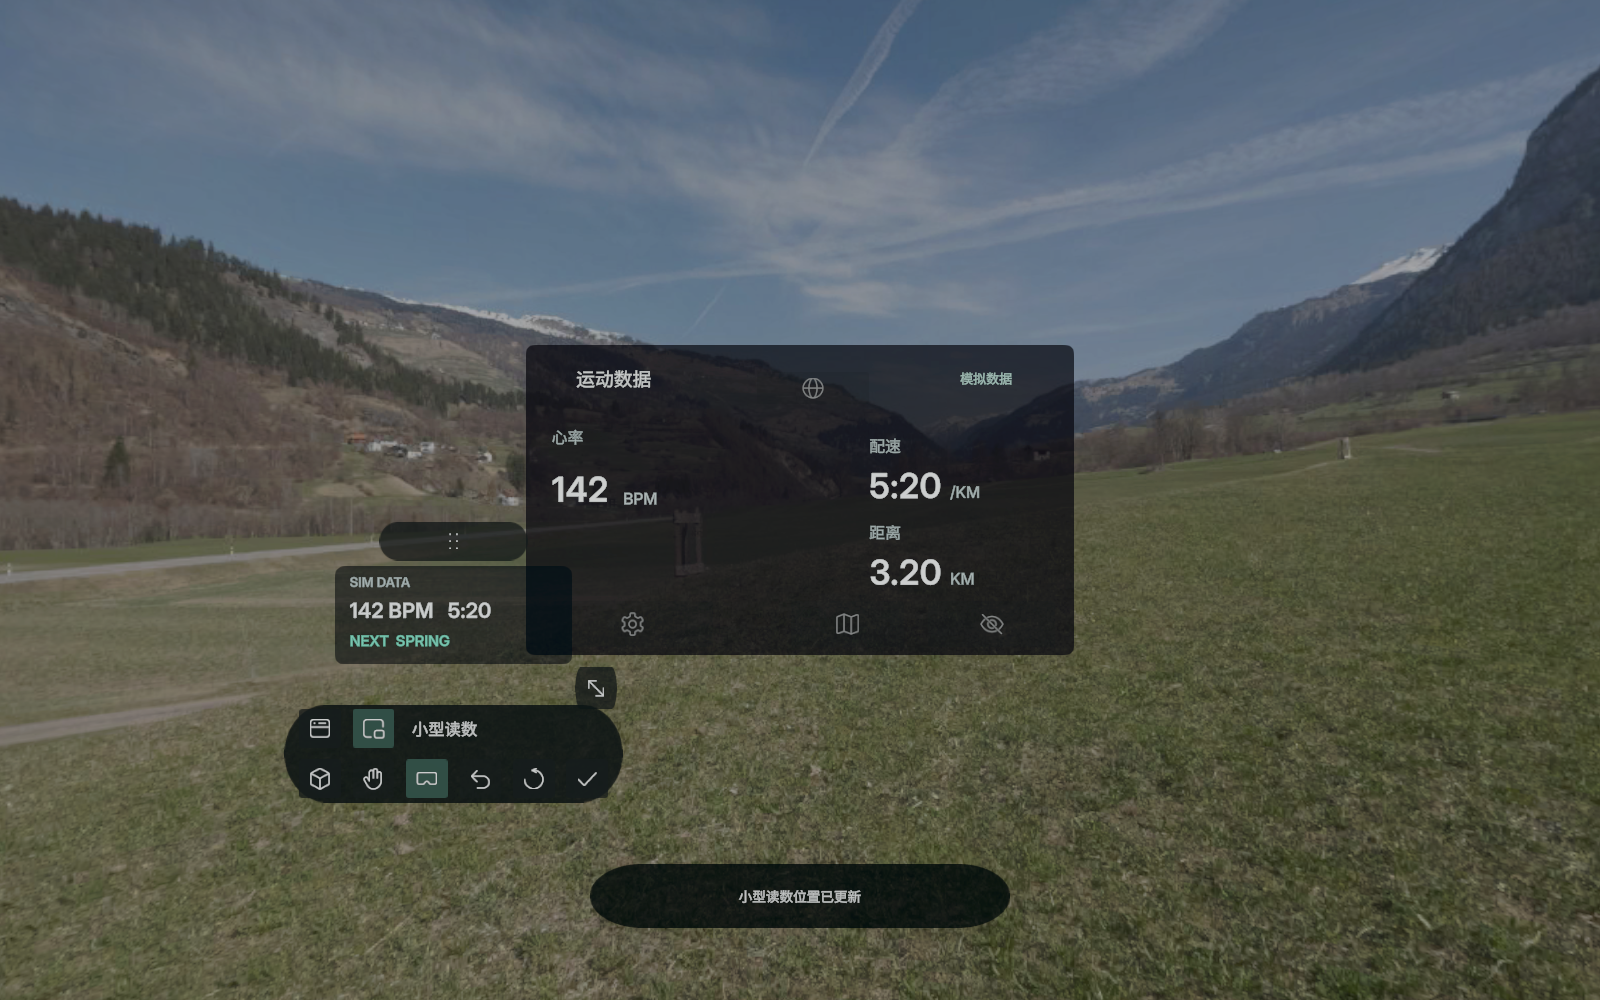 运动数据
模拟数据
心率
142 BPM
配速
5:20 /KM
距离
3.20 KM
SIM DATA
142 BPM 5:20
NEXT SPRING
小型读数
小型读数位置已更新